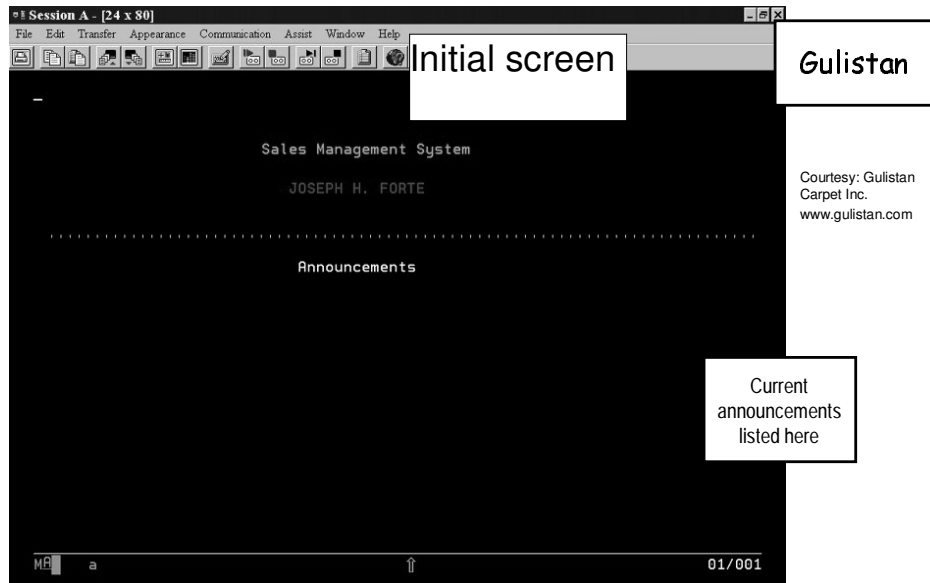 Session A - [24 x 80]
File Edit Transfer Appearance Communication Assist Window Help
Initial screen
Gulistan
Sales Management System
JOSEPH H. FORTE
Courtesy: Gulistan
Carpet Inc.
www.gulistan.com
Announcements
Current
announcements
listed here
MA a 01/001